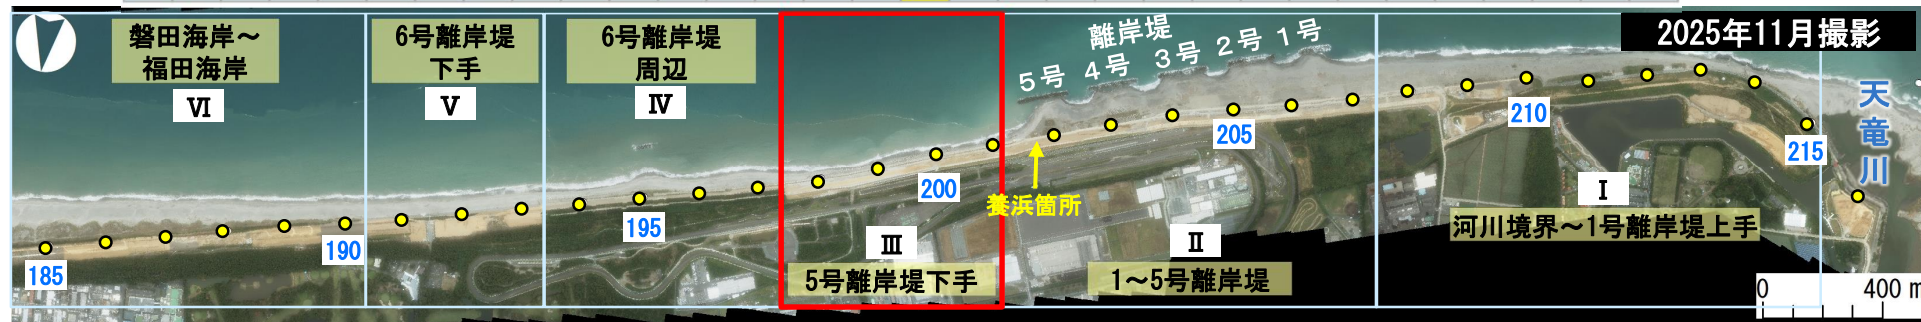 磐田海岸～
福田海岸
Ⅵ
6号離岸堤
下手
Ⅴ
6号離岸堤
周辺
Ⅳ
離岸堤
5号 4号 3号 2号 1号
2025年11月撮影
天竜川
185
190
195
200
205
210
215
養浜箇所
Ⅲ
5号離岸堤下手
Ⅱ
1～5号離岸堤
Ⅰ
河川境界～1号離岸堤上手
0 400 m